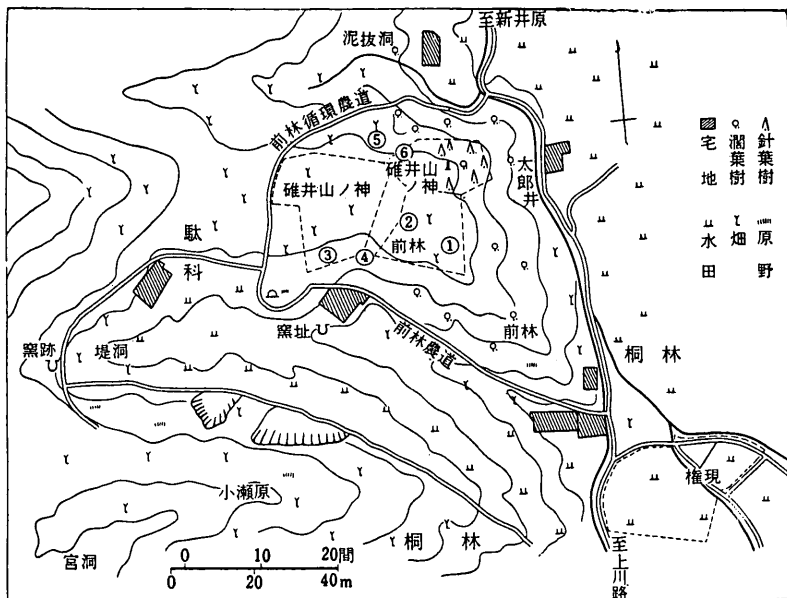 泥抜洞
至新井原
前林循環農道
⑤
⑥
碓井山ノ神
碓井山ノ神
太郎井
②
前林
①
③
④
駄科
前林
前林農道
窯址
窯跡
堤洞
桐林
権現
小瀬原
宮洞
桐林
至上川路
0 10 20間
0 20 40m
針葉樹
濶葉樹
宅地
原野
畑
水田